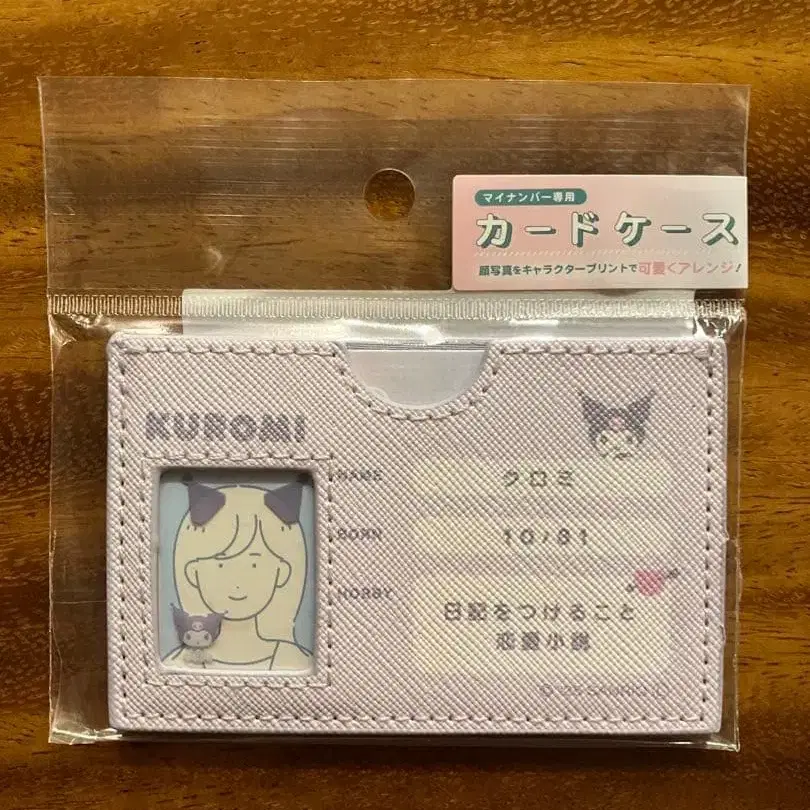 マイナンバー専用
カードケース
顔写真をキャラクタープリントで可愛くアレンジ!
KUROMI
NAME
クロミ
BORN
10/31
HOBBY
日記をつけること
恋愛小説
© '25 SANRIO